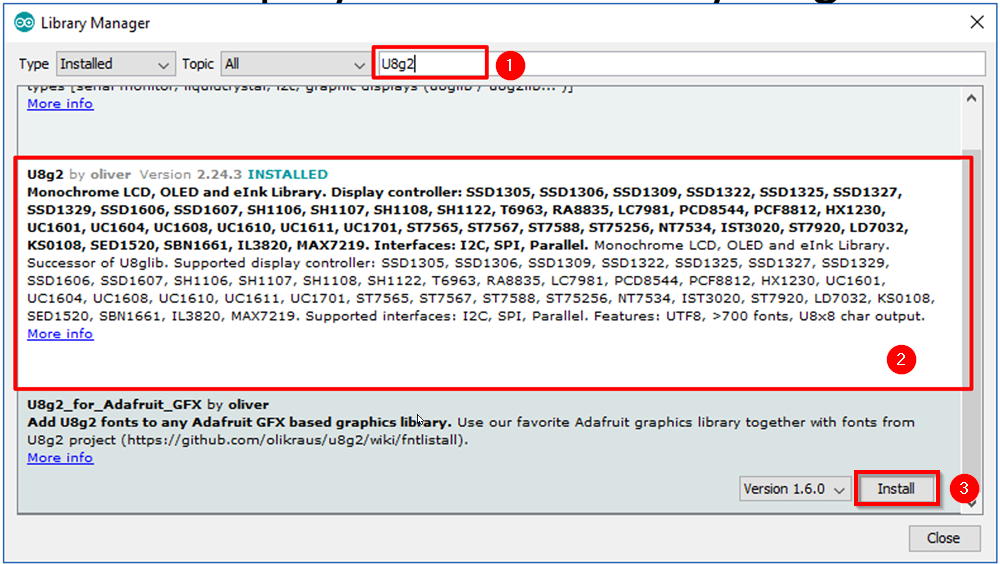 Library Manager
Type Installed Topic All U8g2 1
types [serial monitor, liquidcrystal, i2c, graphic displays (u8glib / u8g2lib... )]
More info
U8g2 by oliver Version 2.24.3 INSTALLED
Monochrome LCD, OLED and eInk Library. Display controller: SSD1305, SSD1306, SSD1309, SSD1322, SSD1325, SSD1327,
SSD1329, SSD1606, SSD1607, SH1106, SH1107, SH1108, SH1122, T6963, RA8835, LC7981, PCD8544, PCF8812, HX1230,
UC1601, UC1604, UC1608, UC1610, UC1611, UC1701, ST7565, ST7567, ST7588, ST75256, NT7534, IST3020, ST7920, LD7032,
KS0108, SED1520, SBN1661, IL3820, MAX7219. Interfaces: I2C, SPI, Parallel. Monochrome LCD, OLED and eInk Library.
Successor of U8glib. Supported display controller: SSD1305, SSD1306, SSD1309, SSD1322, SSD1325, SSD1327, SSD1329,
SSD1606, SSD1607, SH1106, SH1107, SH1108, SH1122, T6963, RA8835, LC7981, PCD8544, PCF8812, HX1230, UC1601,
UC1604, UC1608, UC1610, UC1611, UC1701, ST7565, ST7567, ST7588, ST75256, NT7534, IST3020, ST7920, LD7032, KS0108,
SED1520, SBN1661, IL3820, MAX7219. Supported interfaces: I2C, SPI, Parallel. Features: UTF8, >700 fonts, U8x8 char output.
More info
2
U8g2_for_Adafruit_GFX by oliver
Add U8g2 fonts to any Adafruit GFX based graphics library. Use our favorite Adafruit graphics library together with fonts from
U8g2 project (https://github.com/olikraus/u8g2/wiki/fntlistall).
More info
Version 1.6.0 Install 3
Close